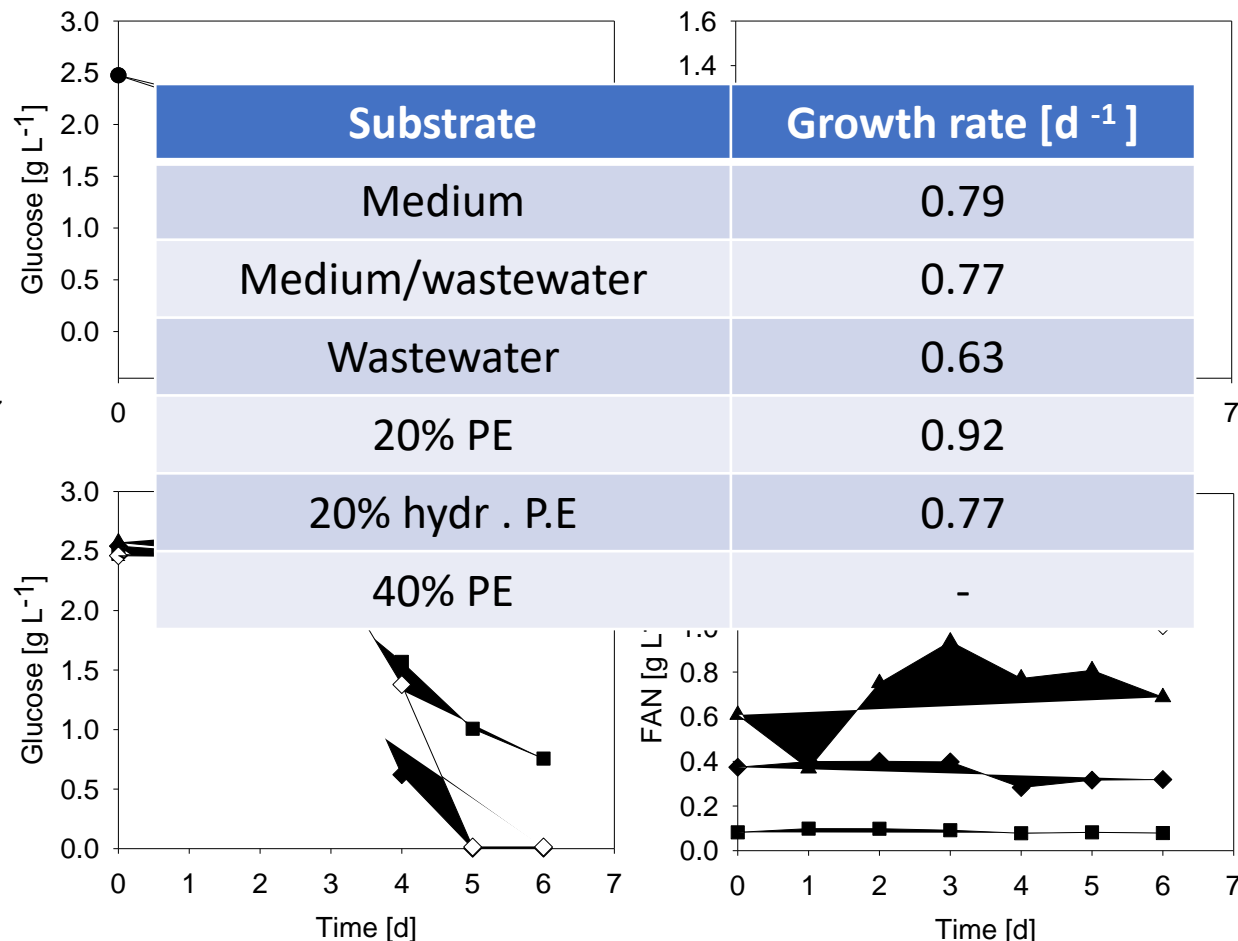 3.0
2.5
2.0
1.5
1.0
0.5
0.0
Glucose [g L-1]
0
1.6
1.4
7
Substrate Growth rate [d -1 ]
Medium 0.79
Medium/wastewater 0.77
Wastewater 0.63
20% PE 0.92
20% hydr . P.E 0.77
40% PE -
3.0
2.5
2.0
1.5
1.0
0.5
0.0
Glucose [g L-1]
0 1 2 3 4 5 6 7
Time [d]
0.8
0.6
0.4
0.2
0.0
FAN [g L
0 1 2 3 4 5 6 7
Time [d]